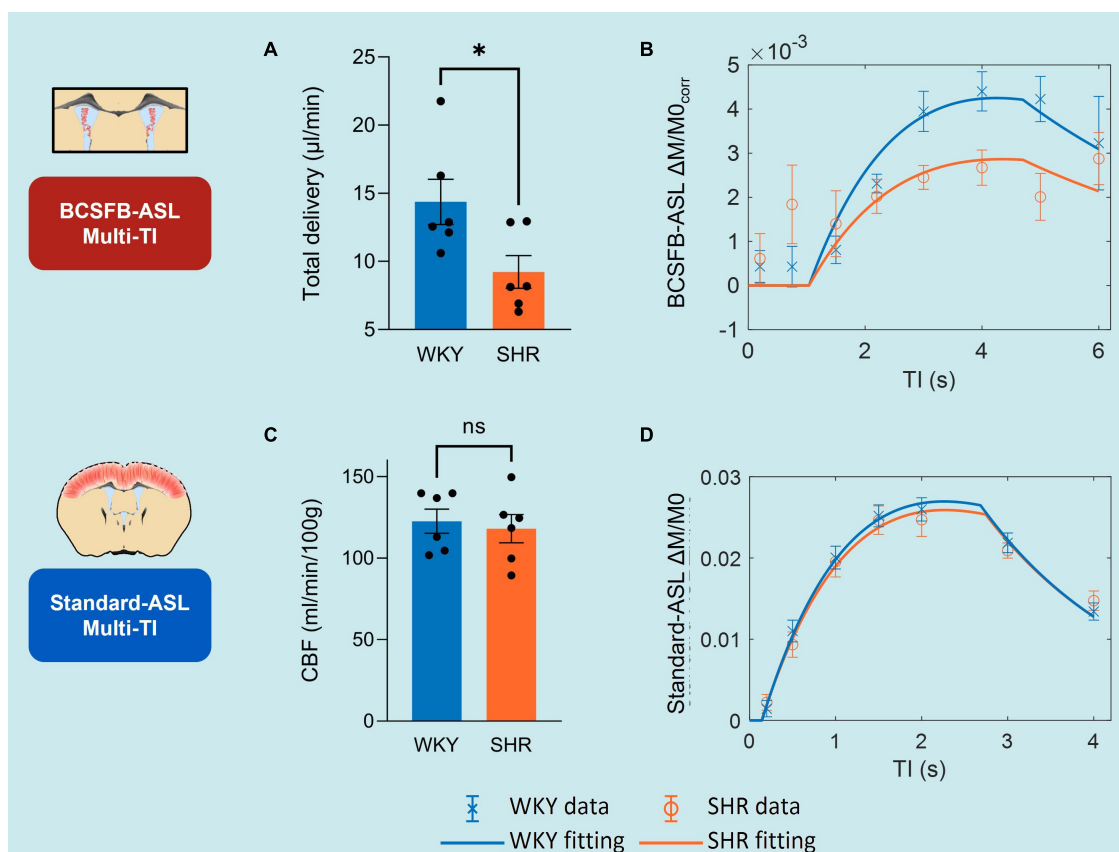 A
Total delivery (µl/min)
25
20
15
10
5
*
WKY
SHR
B
× 10⁻³
BCSFB-ASL ΔM/M0corr
5
4
3
2
1
0
-1
0
2
4
6
TI (s)
BCSFB-ASL
Multi-TI
C
CBF (ml/min/100g)
150
100
50
0
ns
WKY
SHR
D
Standard-ASL ΔM/M0
0.03
0.02
0.01
0
0
1
2
3
4
TI (s)
Standard-ASL
Multi-TI
WKY data
SHR data
WKY fitting
SHR fitting